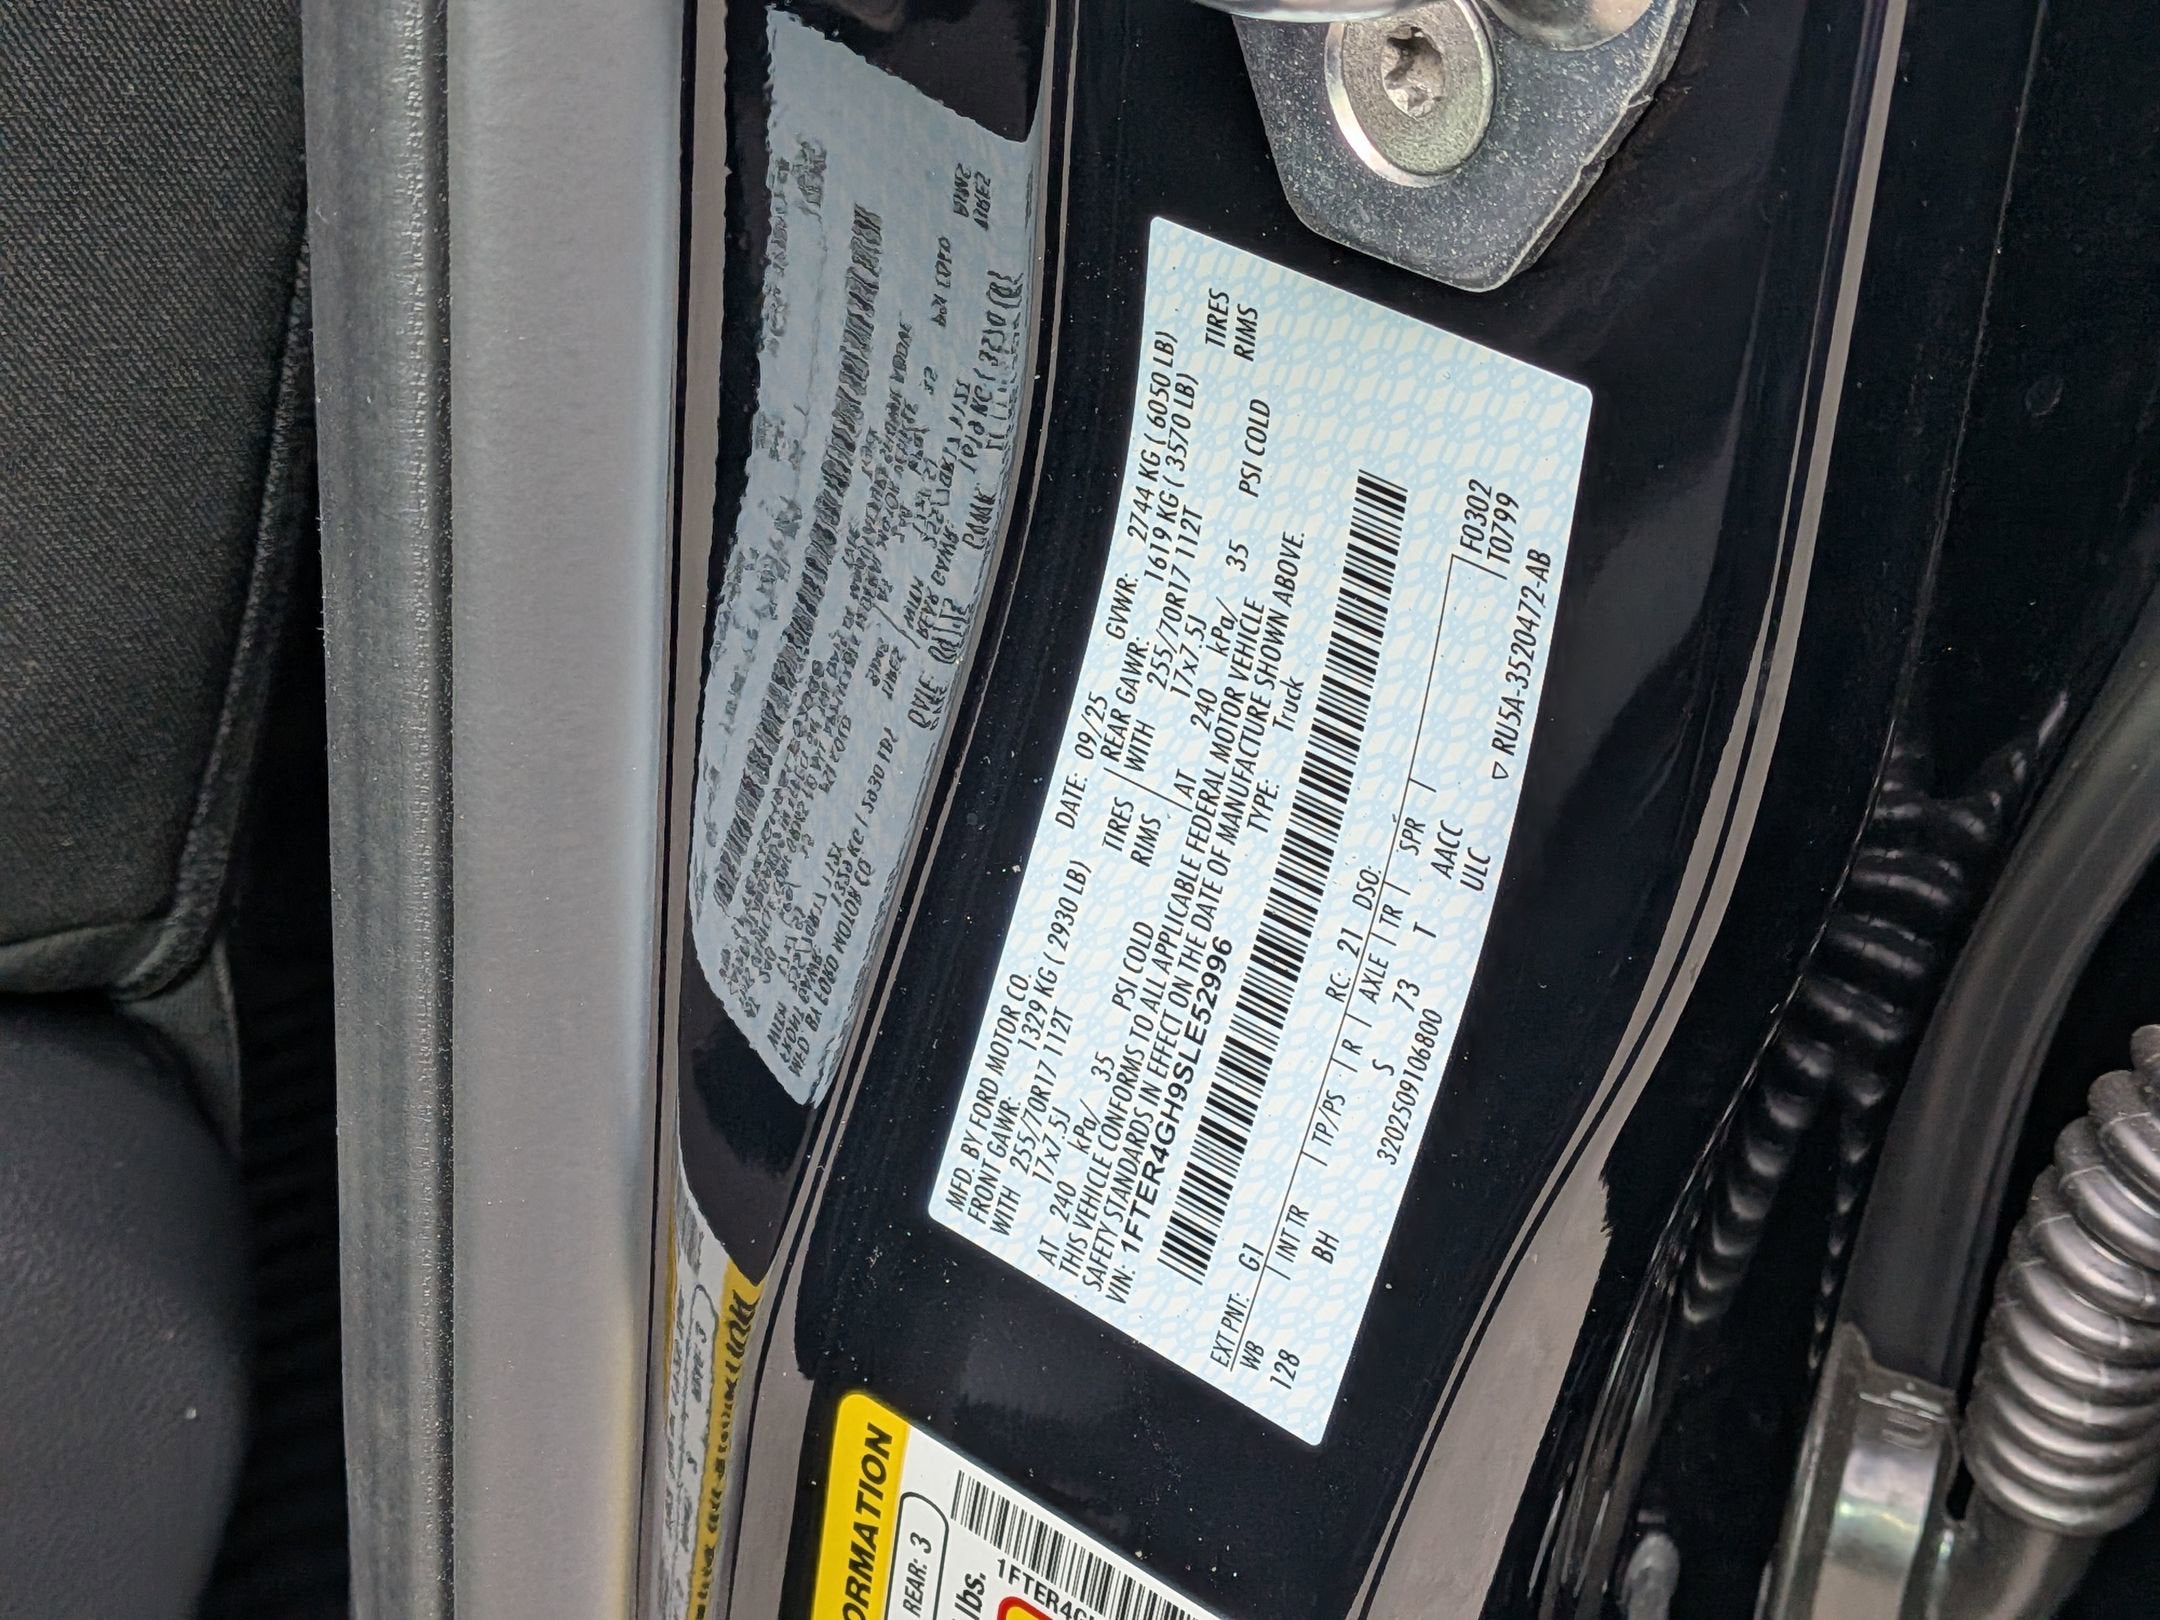 MFD. BY FORD MOTOR CO. DATE: 09/25 GVWR: 2744 KG ( 6050 LB)
FRONT GAWR: 1329 KG ( 2930 LB) REAR GAWR: 1619 KG ( 3570 LB)
WITH 255/70R17 112T TIRES WITH 255/70R17 112T TIRES
17x7.5J RIMS 17x7.5J RIMS
AT 240 kPa/ 35 PSI COLD AT 240 kPa/ 35 PSI COLD
THIS VEHICLE CONFORMS TO ALL APPLICABLE FEDERAL MOTOR VEHICLE
SAFETY STANDARDS IN EFFECT ON THE DATE OF MANUFACTURE SHOWN ABOVE.
VIN: 1FTER4GH9SLE52996 TYPE: Truck
EXT PNT: G1 RC: 21 DSO: F0302
WB INT TR TP/PS R AXLE TR SPR T0799
128 BH S 73 T AACC
3202509106800 ULC ▽ RU5A-3520472-AB
ORMATION
REAR: 3
lbs.